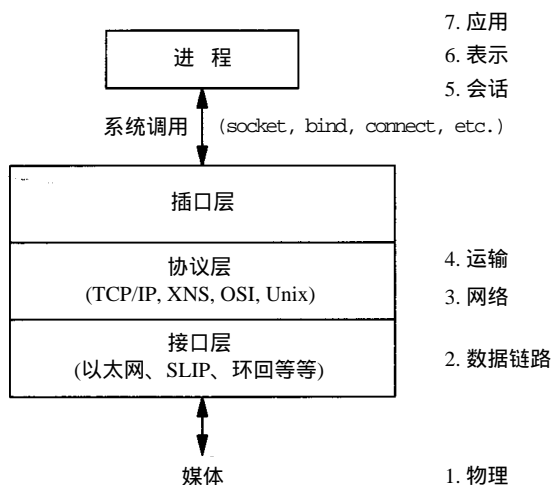 7. 应用
进 程
6. 表示
5. 会话
系统调用 (socket, bind, connect, etc.)
插口层
协议层
4. 运输
(TCP/IP, XNS, OSI, Unix)
3. 网络
接口层
(以太网、SLIP、环回等等)
2. 数据链路
媒体
1. 物理